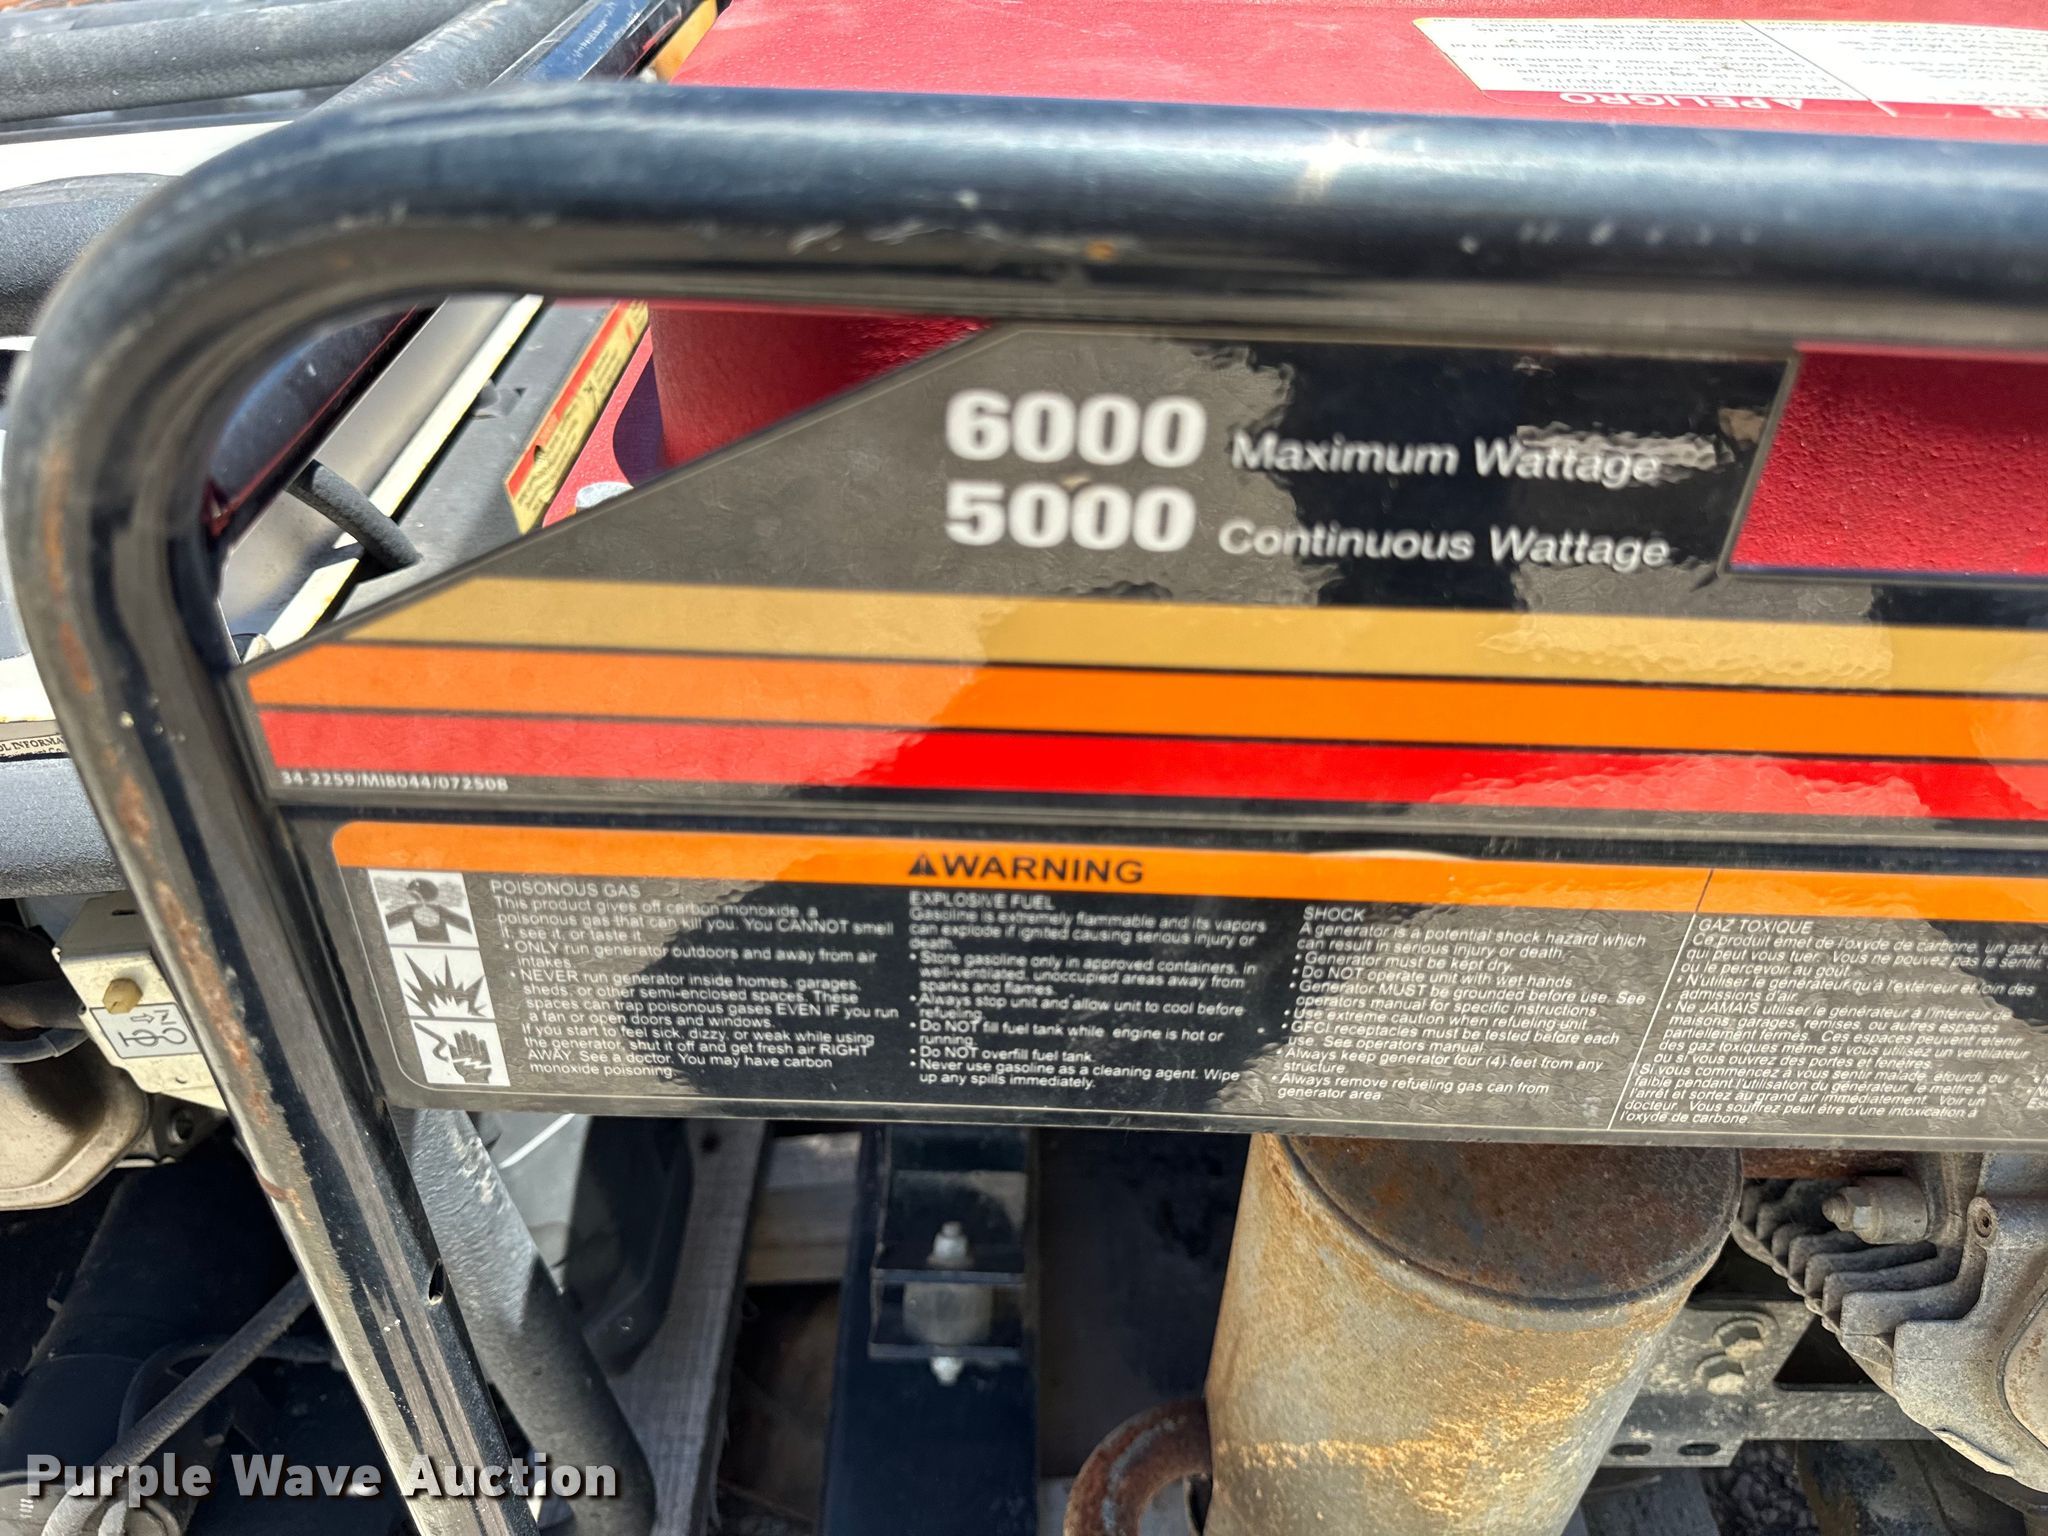 PELIGRO
6000 Maximum Wattage
5000 Continuous Wattage
34-2259/MIB044/072508
WARNING
POISONOUS GAS
This product gives off carbon monoxide, a
poisonous gas that can kill you. You CANNOT smell
it, see it, or taste it.
• ONLY run generator outdoors and away from air
intakes.
• NEVER run generator inside homes, garages,
sheds, or other semi-enclosed spaces. These
spaces can trap poisonous gases EVEN IF you run
a fan or open doors and windows.
If you start to feel sick, dizzy, or weak while using
the generator, shut it off and get fresh air RIGHT
AWAY. See a doctor. You may have carbon
monoxide poisoning.
EXPLOSIVE FUEL
Gasoline is extremely flammable and its vapors
can explode if ignited causing serious injury or
death.
• Store gasoline only in approved containers, in
well-ventilated, unoccupied areas away from
sparks and flames.
• Always stop unit and allow unit to cool before
refueling.
• Do NOT fill fuel tank while engine is hot or
running.
• Do NOT overfill fuel tank.
• Never use gasoline as a cleaning agent. Wipe
up any spills immediately.
SHOCK
A generator is a potential shock hazard which
can result in serious injury or death.
• Generator must be kept dry.
• Do NOT operate unit with wet hands
• Generator MUST be grounded before use. See
operators manual for specific instructions.
• Use extreme caution when refueling unit.
• GFCI receptacles must be tested before each
use. See operators manual.
• Always keep generator four (4) feet from any
structure.
• Always remove refueling gas can from
generator area.
GAZ TOXIQUE
Ce produit émet de l'oxyde de carbone, un gaz
qui peut vous tuer. Vous ne pouvez pas le sentir
ou le percevoir au goût.
• N'utiliser le générateur qu'à l'extérieur et loin des
admissions d'air.
• Ne JAMAIS utiliser le générateur à l'intérieur de
maisons, garages, remises, ou autres espaces
partiellement fermés. Ces espaces peuvent retenir
des gaz toxiques même si vous utilisez un ventilateur
ou si vous ouvrez des portes et fenêtres.
Si vous commencez à vous sentir malade, étourdi, ou
faible pendant l'utilisation du générateur le mettre à
l'arrêt et sortez au grand air immédiatement. Voir un
docteur. Vous souffrez peut être d'une intoxication à
l'oxyde de carbone.
Purple Wave Auction